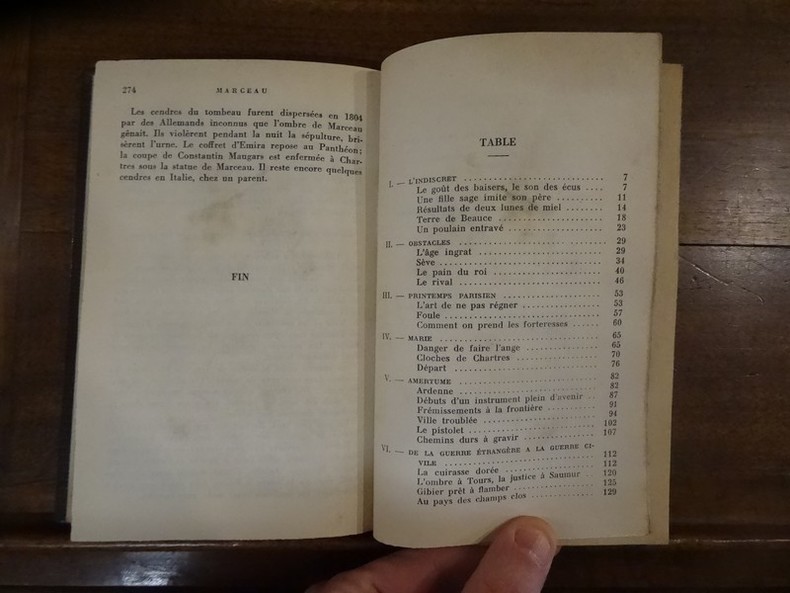 274 MARCEAU
Les cendres du tombeau furent dispersées en 1804
par des Allemands inconnus que l'ombre de Marceau
gênait. Ils violèrent pendant la nuit la sépulture, bri-
sèrent l'urne. Le coffret d'Emira repose au Panthéon;
la coupe de Constantin Maugars est enfermée à Char-
tres sous la statue de Marceau. Il reste encore quelques
cendres en Italie, chez un parent.
FIN
TABLE
I. — L'INDISCRET .......... 7
Le goût des baisers, le son des écus .... 7
Une fille sage imite son père .......... 11
Résultats de deux lunes de miel ....... 14
Terre de Beauce .......... 18
Un poulain entravé .......... 23
II. — OBSTACLES .......... 29
L'âge ingrat .......... 29
Sève .......... 34
Le pain du roi .......... 40
Le rival .......... 46
III. — PRINTEMPS PARISIEN .......... 53
L'art de ne pas régner .......... 53
Foule .......... 57
Comment on prend les forteresses ...... 60
IV. — MARIE .......... 65
Danger de faire l'ange .......... 65
Cloches de Chartres .......... 70
Départ .......... 76
V. — AMERTUME .......... 82
Ardenne .......... 82
Débuts d'un instrument plein d'avenir .. 87
Frémissements à la frontière .......... 91
Ville troublée .......... 94
Le pistolet .......... 102
Chemins durs à gravir .......... 107
VI. — DE LA GUERRE ÉTRANGÈRE A LA GUERRE CI-
VILE .......... 112
La cuirasse dorée .......... 112
L'ombre à Tours, la justice à Saumur ... 120
Gibier prêt à flamber .......... 125
Au pays des champs clos .......... 129